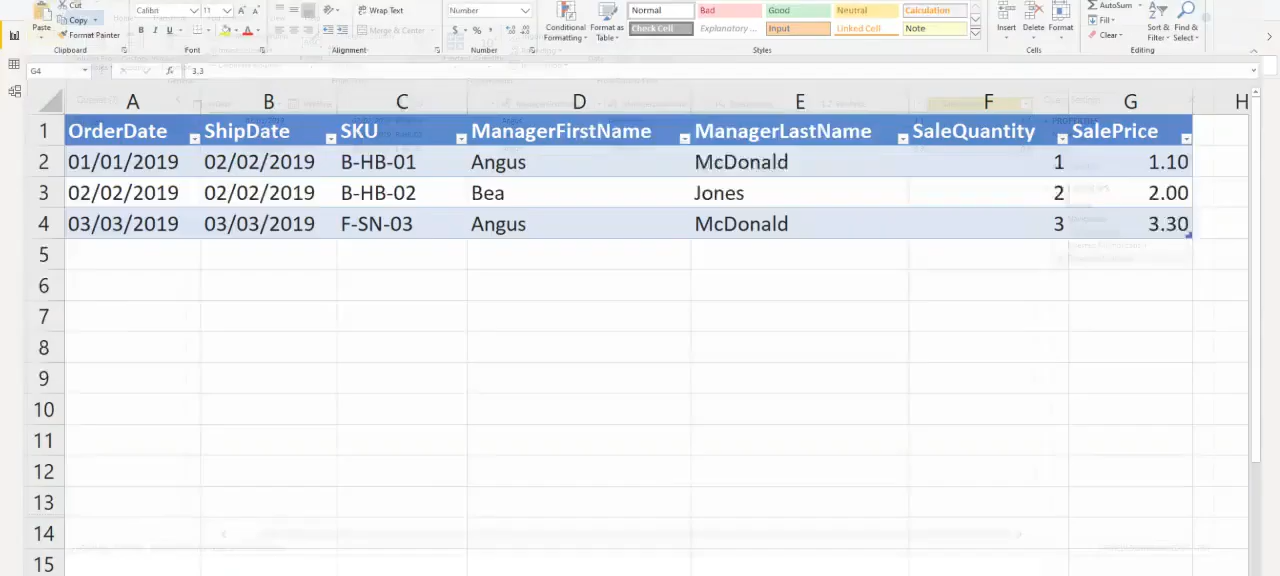 Cut
Calibri 11 A A Wrap Text Number Normal Bad Good Neutral Calculation AutoSum
Copy
Fill
Paste Format Painter B I U A Merge & Center $ % Conditional Format as Check Cell Explanatory ... Input Linked Cell Note Insert Delete Format Clear Sort & Find &
Formatting Table Filter Select
Clipboard Font Alignment Number Styles Cells Editing
G4 fx 3.3
A B C D E F G H
1 OrderDate ShipDate SKU ManagerFirstName ManagerLastName SaleQuantity SalePrice
2 01/01/2019 02/02/2019 B-HB-01 Angus McDonald 1 1.10
3 02/02/2019 02/02/2019 B-HB-02 Bea Jones 2 2.00
4 03/03/2019 03/03/2019 F-SN-03 Angus McDonald 3 3.30
5
6
7
8
9
10
11
12
13
14
15